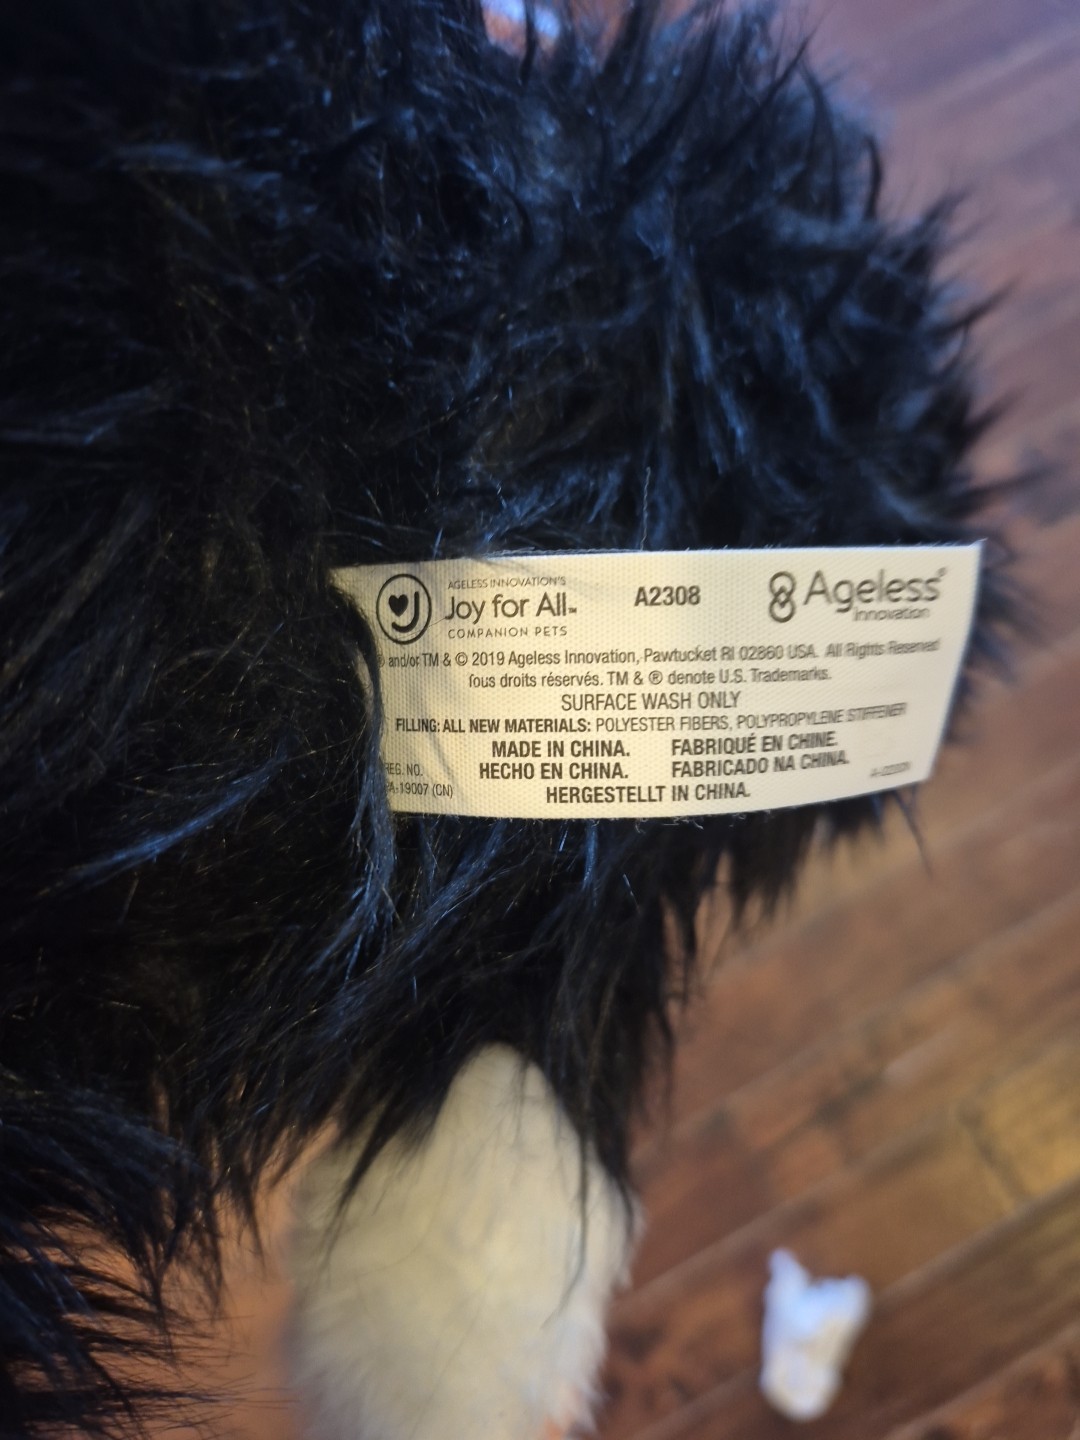 AGELESS INNOVATION'S
Joy for All™
COMPANION PETS
A2308
Ageless®
Innovation
® and/or TM & © 2019 Ageless Innovation, Pawtucket RI 02860 USA. All Rights Reserved
Tous droits réservés. TM & ® denote U.S. Trademarks.
SURFACE WASH ONLY
FILLING: ALL NEW MATERIALS: POLYESTER FIBERS, POLYPROPYLENE STIFFENER
MADE IN CHINA. FABRIQUÉ EN CHINE.
REG. NO. HECHO EN CHINA. FABRICADO NA CHINA.
PA-19007 (CN) HERGESTELLT IN CHINA.